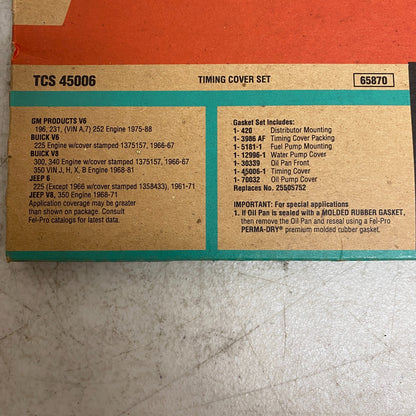 TCS 45006
TIMING COVER SET
65870
GM PRODUCTS V6
196, 231, (VIN A,7) 252 Engine 1975-88
BUICK V6
225 Engine w/cover stamped 1375157, 1966-67
BUICK V8
300, 340 Engine w/cover stamped 1375157, 1966-67
350 VIN J, H, X, B Engine 1968-81
JEEP 6
225 (Except 1966 w/cover stamped 1358433), 1961-71
JEEP V8, 350 Engine 1968-71
Application coverage may be greater
than shown on package. Consult
Fel-Pro catalogs for latest data.
Gasket Set Includes:
1- 420 Distributor Mounting
1- 3986 AF Timing Cover Packing
1- 5181-1 Fuel Pump Mounting
1- 12996-1 Water Pump Cover
1- 30339 Oil Pan Front
1- 45006-1 Timing Cover
1- 70032 Oil Pump Cover
Replaces No. 25505752
IMPORTANT: FOR SAVINGS
1. If Oil Pan is sealed with a MOLDED RUBBER GASKET,
then remove the Oil Pan and reseal using a Fel-Pro
PERMA-DRY® premium molded rubber gasket.